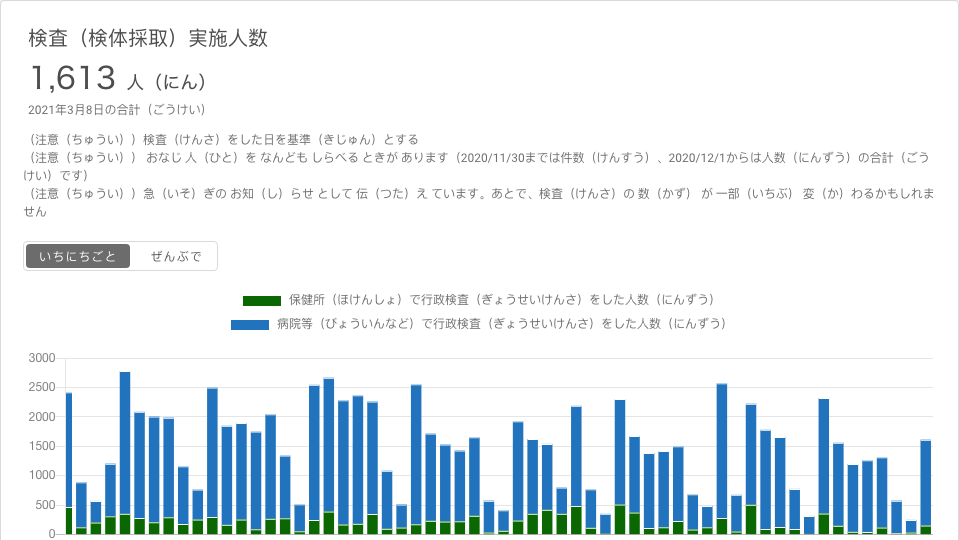 検査（検体採取）実施人数
1,613 人（にん）
2021年3月8日の合計（ごうけい）
（注意（ちゅうい））検査（けんさ）をした日を基準（きじゅん）とする
（注意（ちゅうい）） おなじ 人（ひと）を なんども しらべる ときが あります（2020/11/30までは件数（けんすう）、2020/12/1からは人数（にんずう）の合計（ごう
けい）です）
（注意（ちゅうい））急（いそ）ぎの お知（し）らせ として 伝（つた）え ています。あとで、検査（けんさ）の 数（かず） が 一部（いちぶ） 変（か）わるかもしれま
せん
いちにちごと ぜんぶで
保健所（ほけんしょ）で行政検査（ぎょうせいけんさ）をした人数（にんずう）
病院等（びょういんなど）で行政検査（ぎょうせいけんさ）をした人数（にんずう）
3000
2500
2000
1500
1000
500
0